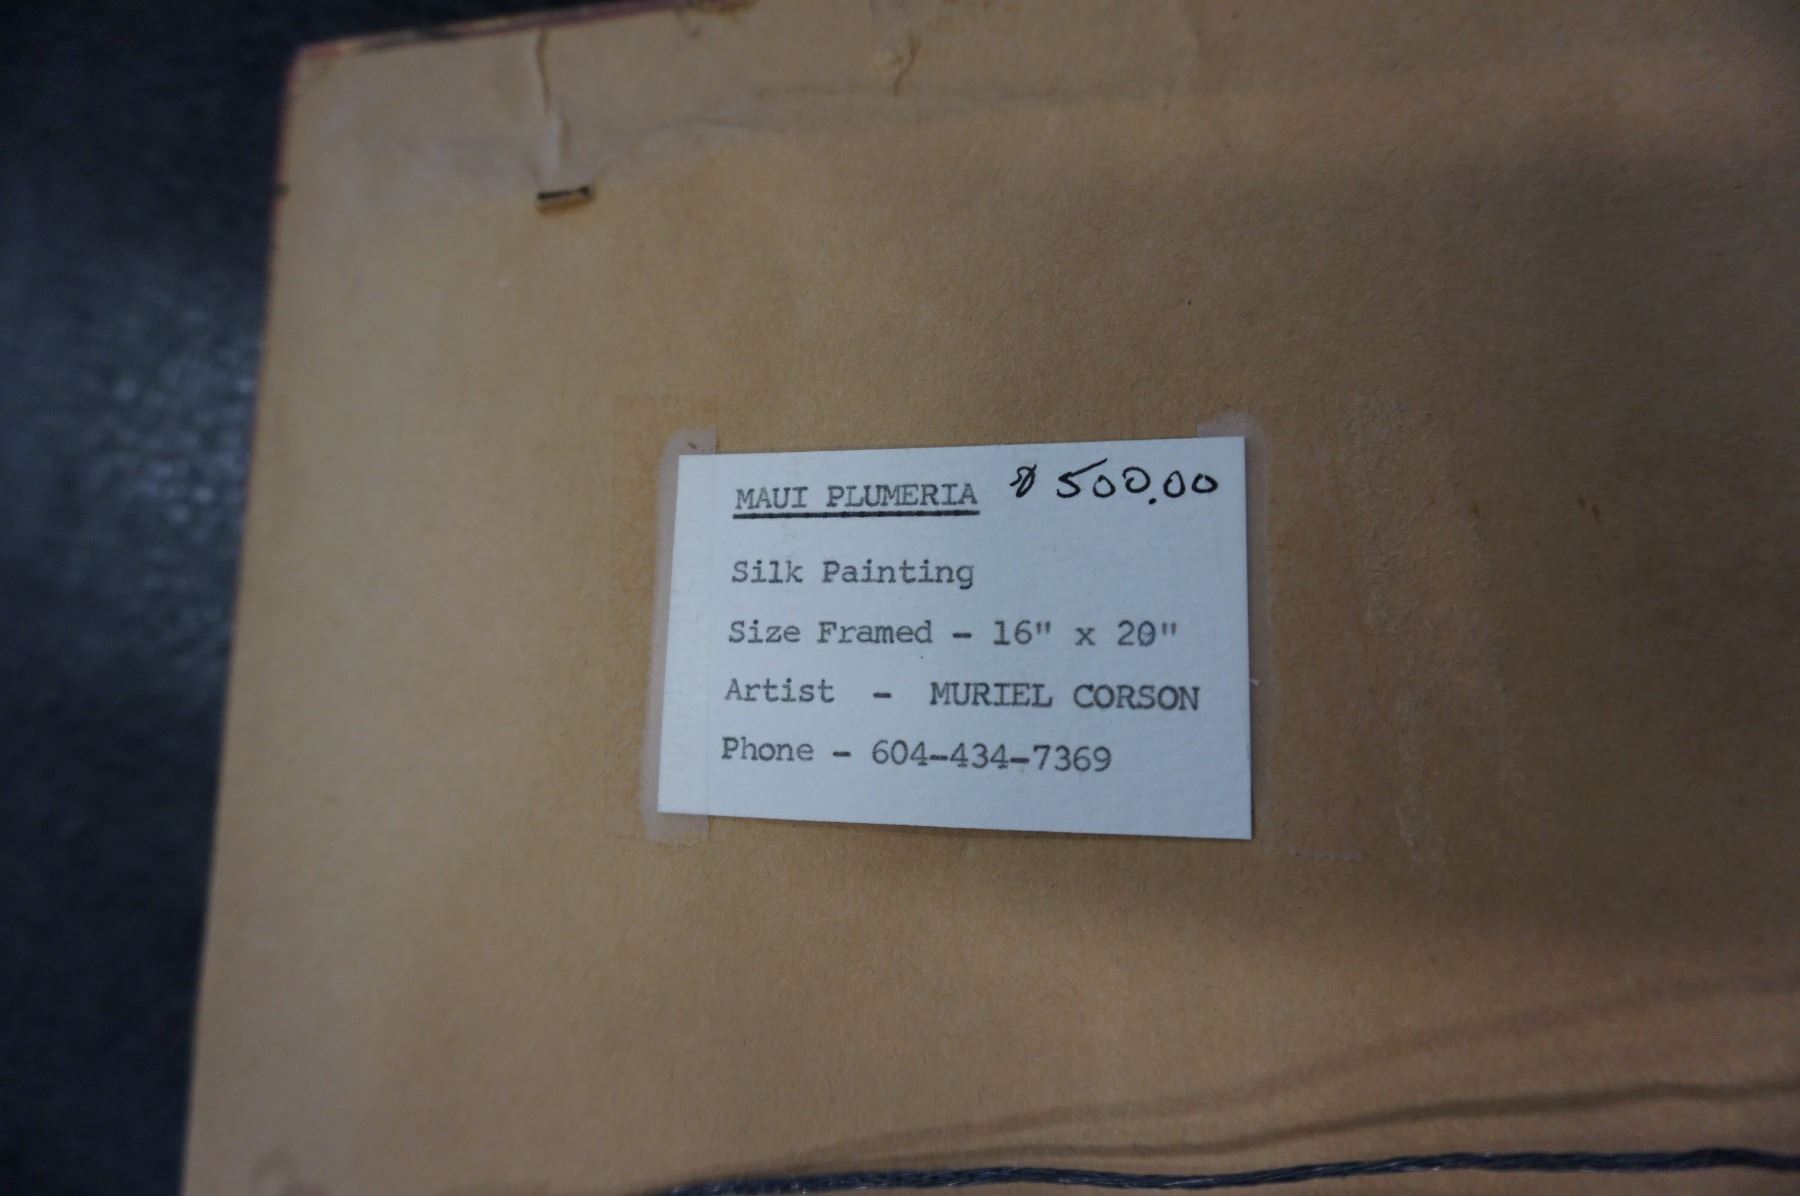 MAUI PLUMERIA $500.00
Silk Painting
Size Framed - 16" x 20"
Artist - MURIEL CORSON
Phone - 604-434-7369